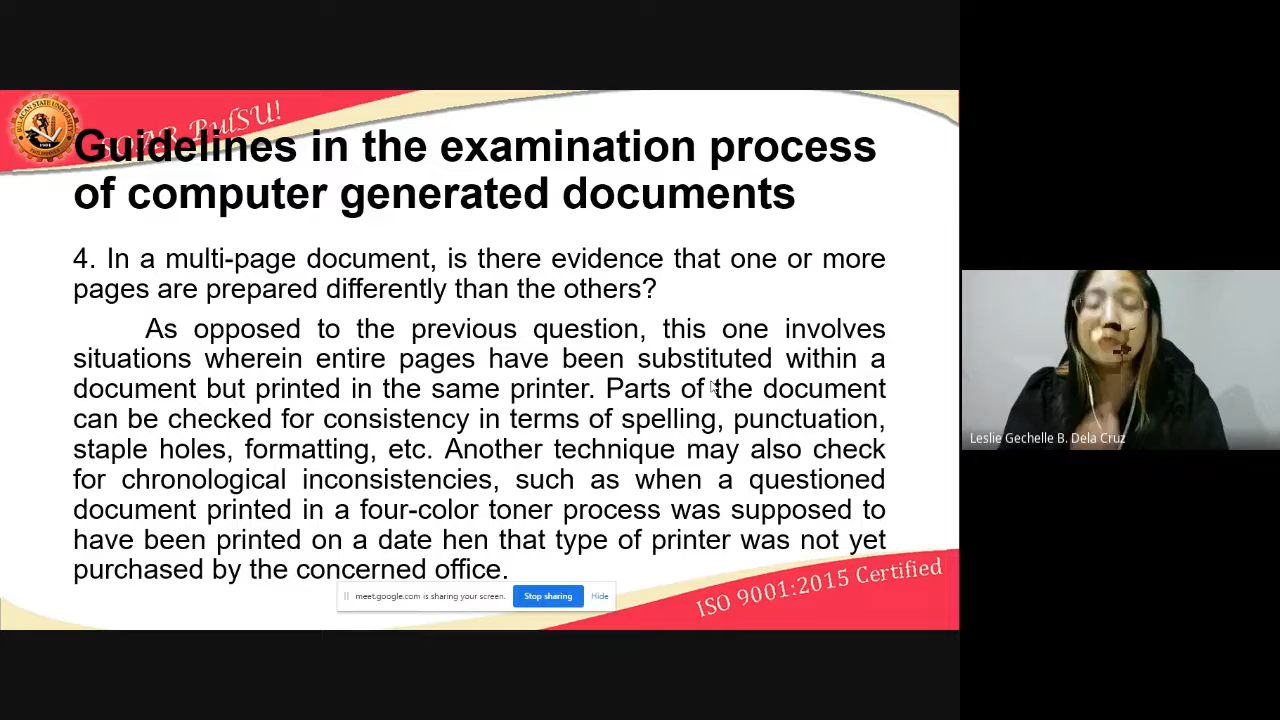 SOAR BulSU!
BULACAN STATE UNIVERSITY
Guidelines in the examination process
of computer generated documents
4. In a multi-page document, is there evidence that one or more
pages are prepared differently than the others?
As opposed to the previous question, this one involves
situations wherein entire pages have been substituted within a
document but printed in the same printer. Parts of the document
can be checked for consistency in terms of spelling, punctuation,
staple holes, formatting, etc. Another technique may also check
for chronological inconsistencies, such as when a questioned
document printed in a four-color toner process was supposed to
have been printed on a date hen that type of printer was not yet
purchased by the concerned office.
meet.google.com is sharing your screen. Stop sharing Hide
ISO 9001:2015 Certified
Leslie Gechelle B. Dela Cruz